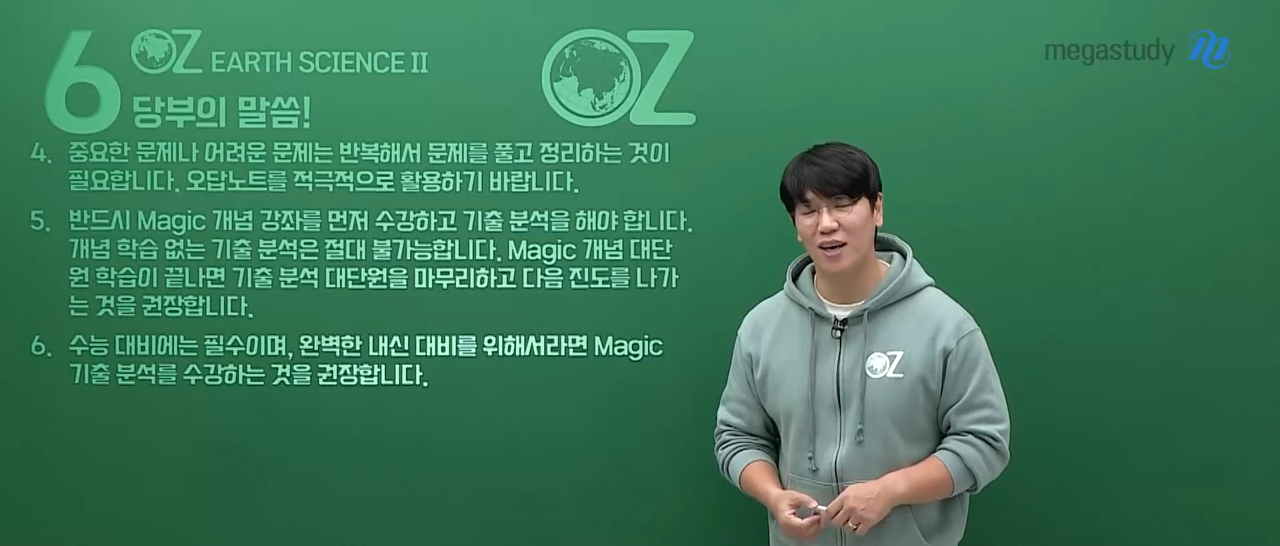 6 OZ EARTH SCIENCE II
당부의 말씀!
OZ
megastudy
4. 중요한 문제나 어려운 문제는 반복해서 문제를 풀고 정리하는 것이
필요합니다. 오답노트를 적극적으로 활용하기 바랍니다.
5. 반드시 Magic 개념 강좌를 먼저 수강하고 기출 분석을 해야 합니다.
개념 학습 없는 기출 분석은 절대 불가능합니다. Magic 개념 대단
원 학습이 끝나면 기출 분석 대단원을 마무리하고 다음 진도를 나가
는 것을 권장합니다.
6. 수능 대비에는 필수이며, 완벽한 내신 대비를 위해서라면 Magic
기출 분석를 수강하는 것을 권장합니다.
OZ